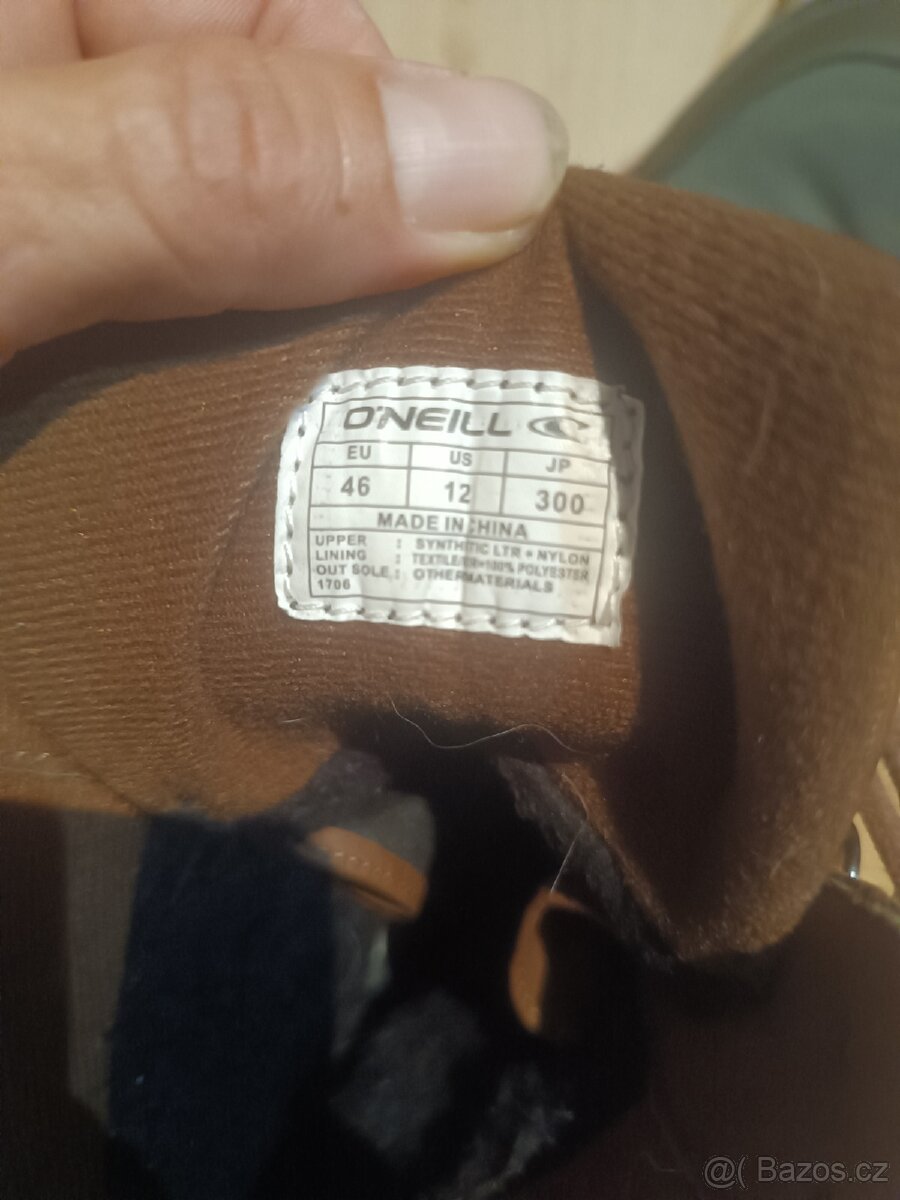 O'NEILL
EU US JP
46 12 300
MADE IN CHINA
UPPER : SYNTHETIC LTR + NYLON
LINING : TEXTILE/ER=100% POLYESTER
OUT SOLE : OTHERMATERIALS
1706
@( Bazos.cz